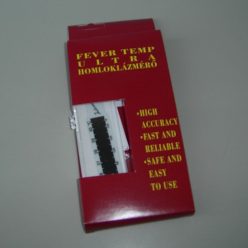 FEVER TEMP
ULTRA
HOMLOKLÁZMÉRŐ
•HIGH
ACCURACY
•FAST AND
RELIABLE
•SAFE AND
EASY
TO USE